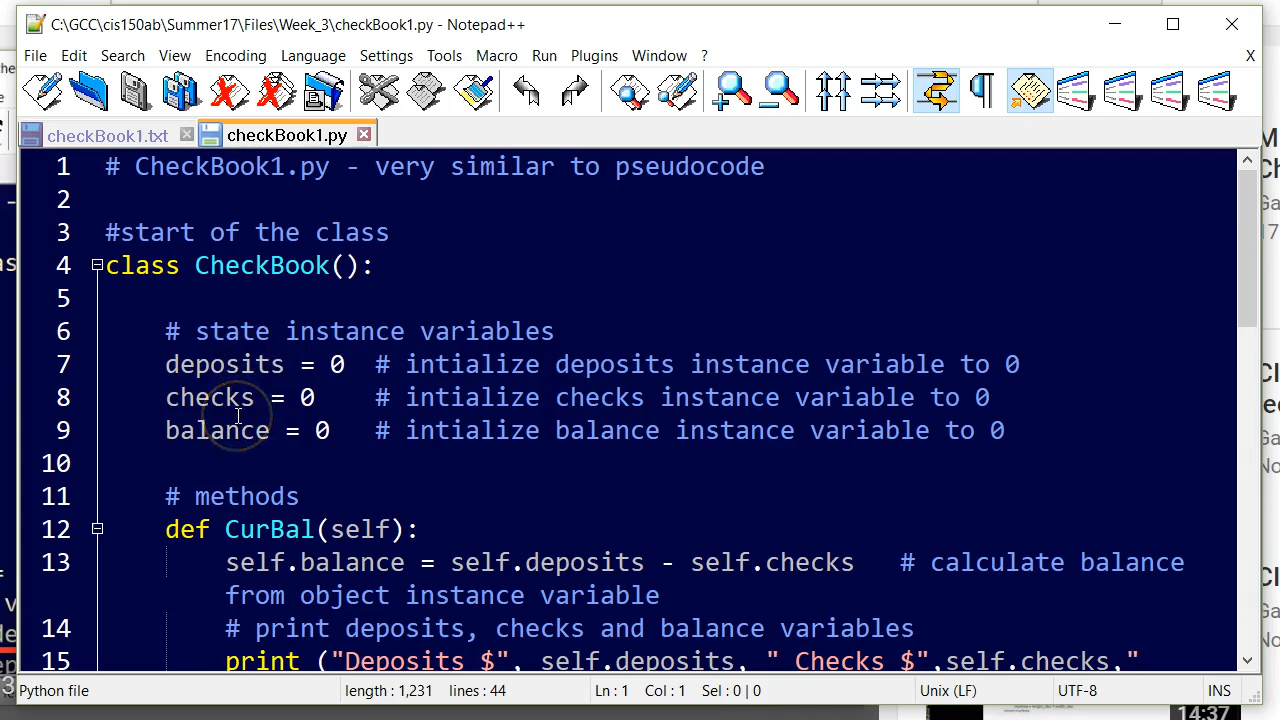 C:\GCC\cis150ab\Summer17\Files\Week_3\checkBook1.py - Notepad++
File Edit Search View Encoding Language Settings Tools Macro Run Plugins Window ? X
checkBook1.txt checkBook1.py
1 # CheckBook1.py - very similar to pseudocode
2
3 #start of the class
4 class CheckBook():
5
6 # state instance variables
7 deposits = 0 # intialize deposits instance variable to 0
8 checks = 0 # intialize checks instance variable to 0
9 balance = 0 # intialize balance instance variable to 0
10
11 # methods
12 def CurBal(self):
13 self.balance = self.deposits - self.checks # calculate balance
from object instance variable
14 # print deposits, checks and balance variables
15 print ("Deposits $", self.deposits, " Checks $",self.checks,"
Python file length : 1,231 lines : 44 Ln : 1 Col : 1 Sel : 0 | 0 Unix (LF) UTF-8 INS
14:37